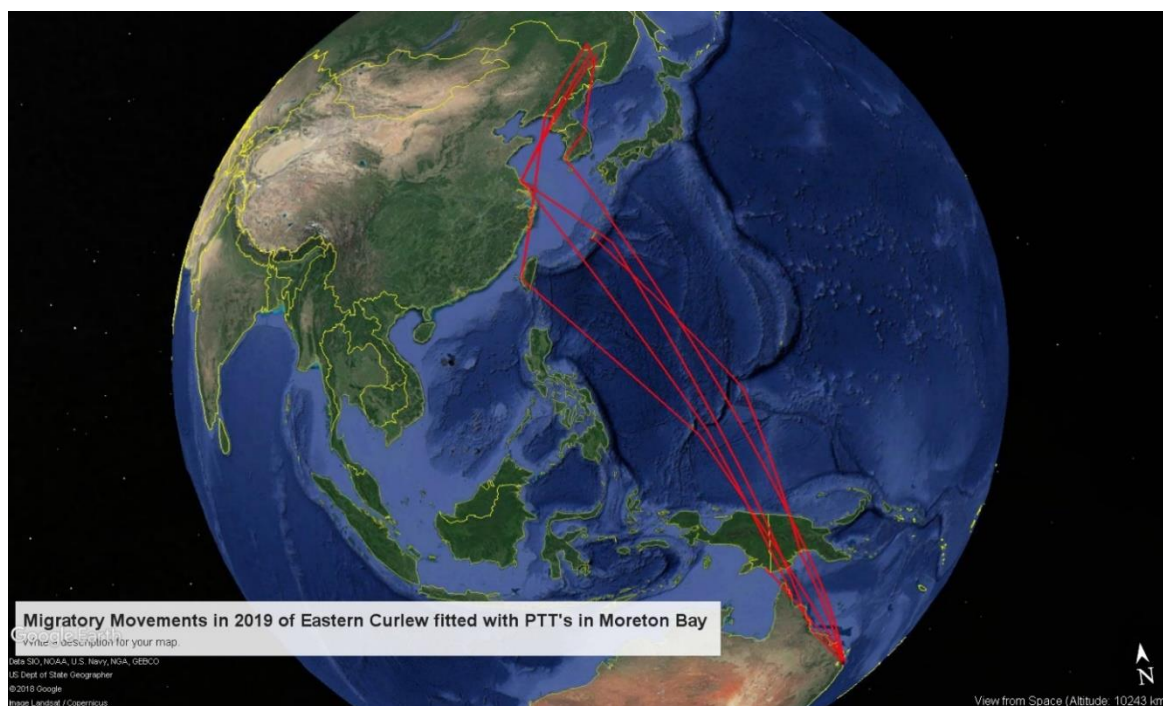 Migratory Movements in 2019 of Eastern Curlew fitted with PTT's in Moreton Bay
Google Earth
Write a description for your map.
Data SIO, NOAA, U.S. Navy, NGA, GEBCO
US Dept of State Geographer
©2018 Google
Image Landsat / Copernicus
N
View from Space (Altitude: 10243 km